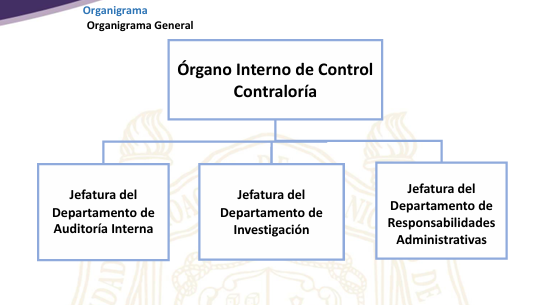 Organigrama
Organigrama General
Órgano Interno de Control
Contraloría
Jefatura del
Departamento de
Auditoría Interna
Jefatura del
Departamento de
Investigación
Jefatura del
Departamento de
Responsabilidades
Administrativas